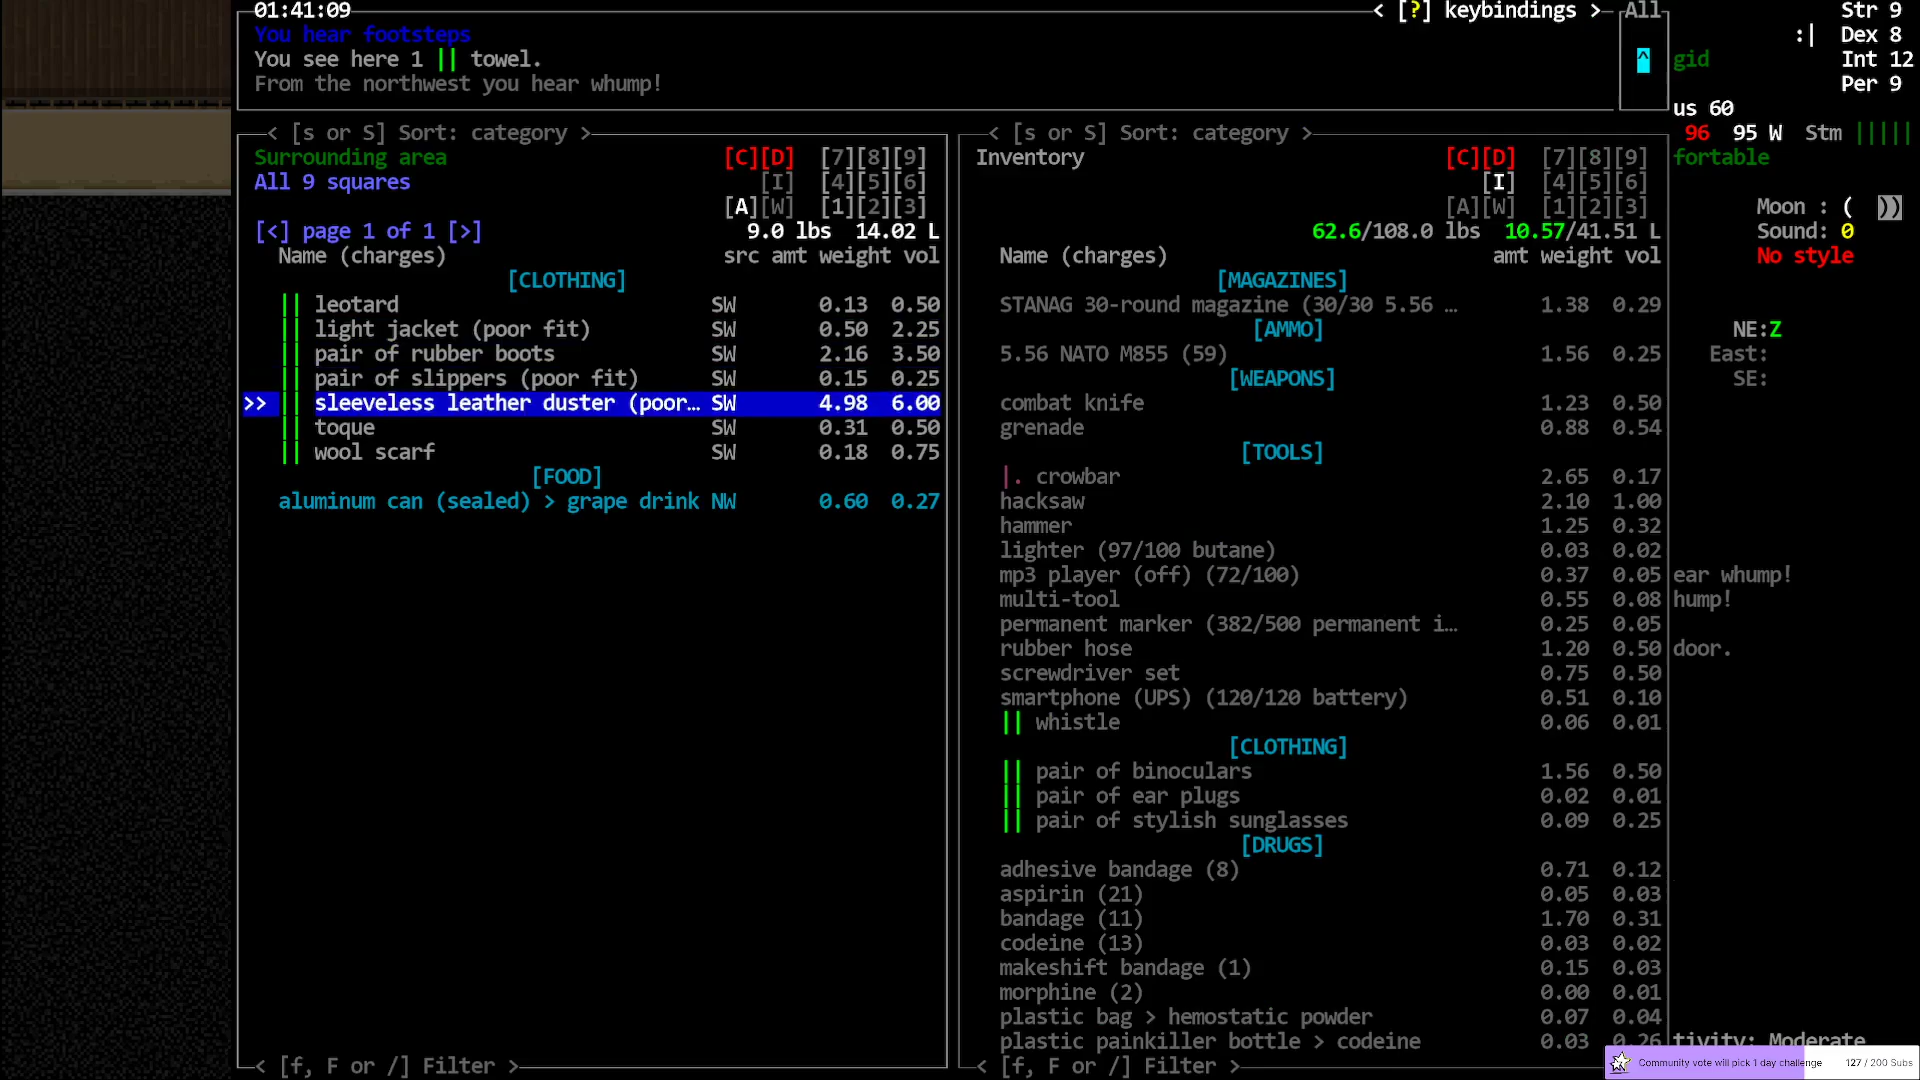 01:41:09
< [?] keybindings >
All
Str 9
You hear footsteps
:|
Dex 8
You see here 1 || towel.
^
gid
Int 12
From the northwest you hear whump!
Per 9
us 60
< [s or S] Sort: category >
< [s or S] Sort: category >
96 95 W Stm |||||
Surrounding area
[C][D] [7][8][9]
Inventory
[C][D] [7][8][9]
fortable
All 9 squares
[I] [4][5][6]
[I] [4][5][6]
[A][W] [1][2][3]
[A][W] [1][2][3]
Moon : ( ))
[<] page 1 of 1 [>]
9.0 lbs 14.02 L
62.6/108.0 lbs 10.57/41.51 L
Sound: 0
Name (charges) src amt weight vol
Name (charges) amt weight vol
No style
[CLOTHING]
[MAGAZINES]
|| leotard SW 0.13 0.50
STANAG 30-round magazine (30/30 5.56 … 1.38 0.29
|| light jacket (poor fit) SW 0.50 2.25
[AMMO]
NE:Z
|| pair of rubber boots SW 2.16 3.50
5.56 NATO M855 (59) 1.56 0.25
East:
|| pair of slippers (poor fit) SW 0.15 0.25
[WEAPONS]
SE:
>> || sleeveless leather duster (poor… SW 4.98 6.00
combat knife 1.23 0.50
|| toque SW 0.31 0.50
grenade 0.88 0.54
|| wool scarf SW 0.18 0.75
[TOOLS]
[FOOD]
|. crowbar 2.65 0.17
aluminum can (sealed) > grape drink NW 0.60 0.27
hacksaw 2.10 1.00
hammer 1.25 0.32
lighter (97/100 butane) 0.03 0.02
mp3 player (off) (72/100) 0.37 0.05
ear whump!
multi-tool 0.55 0.08
hump!
permanent marker (382/500 permanent i… 0.25 0.05
rubber hose 1.20 0.50
door.
screwdriver set 0.75 0.50
smartphone (UPS) (120/120 battery) 0.51 0.10
|| whistle 0.06 0.01
[CLOTHING]
|| pair of binoculars 1.56 0.50
|| pair of ear plugs 0.02 0.01
|| pair of stylish sunglasses 0.09 0.25
[DRUGS]
adhesive bandage (8) 0.71 0.12
aspirin (21) 0.05 0.03
bandage (11) 1.70 0.31
codeine (13) 0.03 0.02
makeshift bandage (1) 0.15 0.03
morphine (2) 0.00 0.01
plastic bag > hemostatic powder 0.07 0.04
plastic painkiller bottle > codeine 0.03 0.26
tivity: Moderate
< [f, F or /] Filter >
< [f, F or /] Filter >
Community vote will pick 1 day challenge 127 / 200 Subs